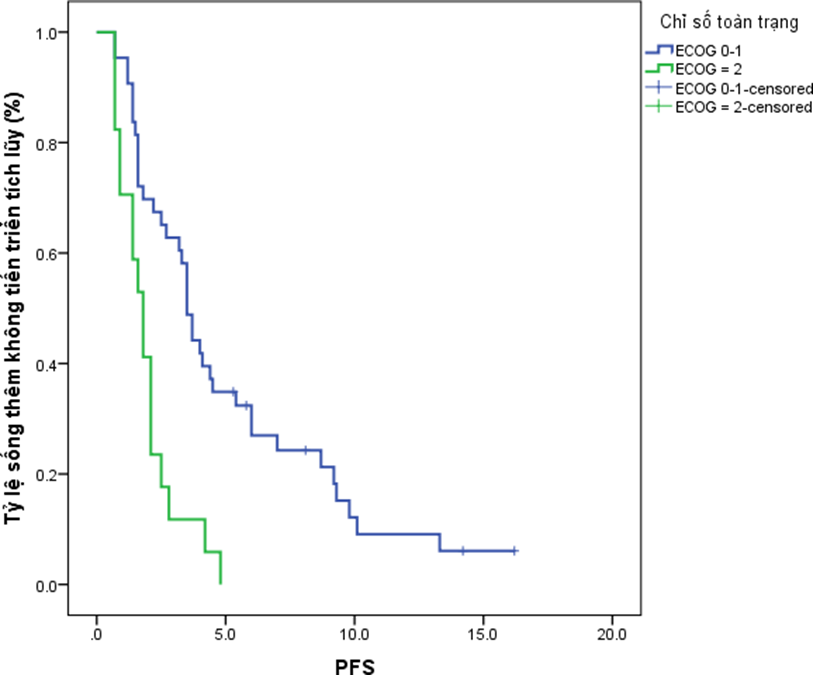 Chỉ số toàn trạng
ECOG 0-1
ECOG = 2
ECOG 0-1-censored
ECOG = 2-censored
Tỷ lệ sống thêm không tiến triển tích lũy (%)
1.0
0.8
0.6
0.4
0.2
0.0
.0 5.0 10.0 15.0 20.0
PFS